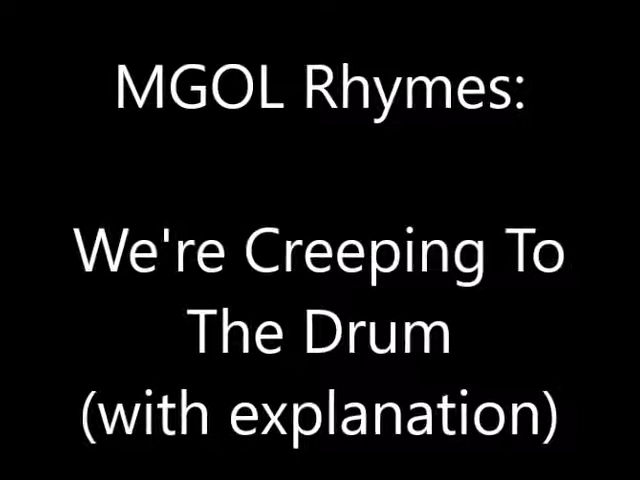 MGOL Rhymes:
We're Creeping To
The Drum
(with explanation)